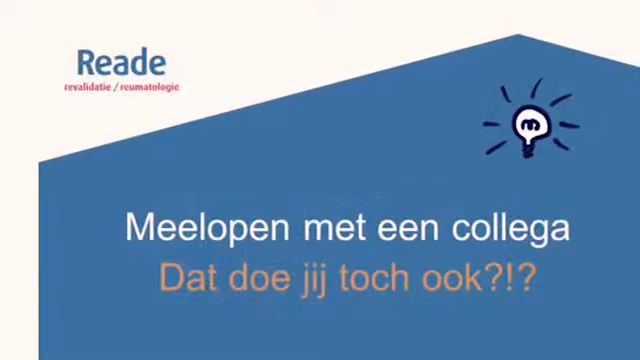 Reade
revalidatie / reumatologie
Meelopen met een collega
Dat doe jij toch ook?!?